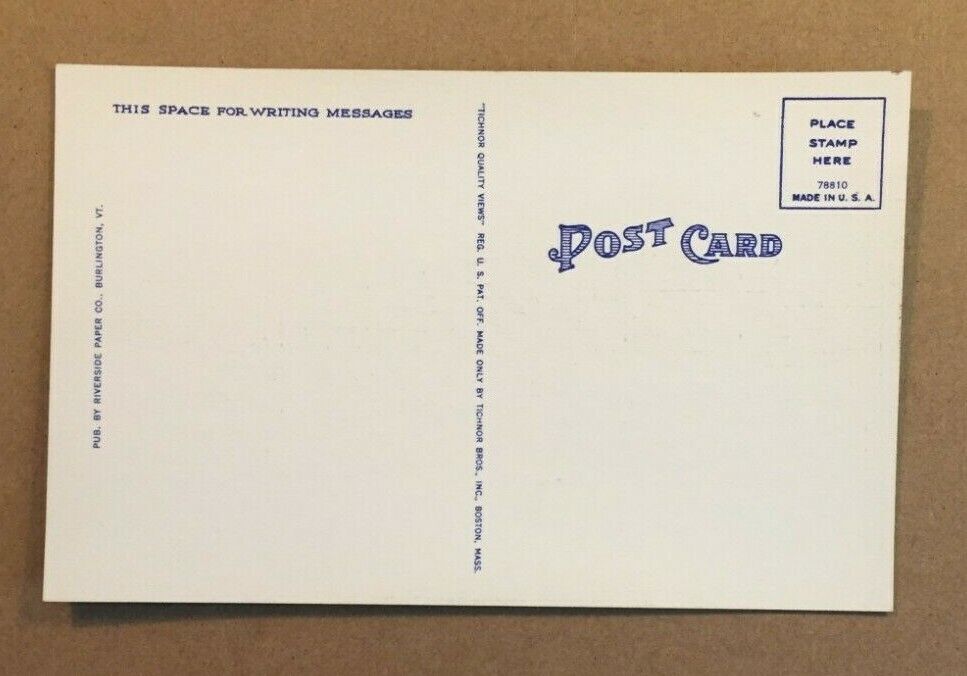 THIS SPACE FOR WRITING MESSAGES
PUB. BY RIVERSIDE PAPER CO., BURLINGTON, VT.
"TICHNOR QUALITY VIEWS" REG. U. S. PAT. OFF. MADE ONLY BY TICHNOR BROS., INC., BOSTON, MASS.
PLACE
STAMP
HERE
78810
MADE IN U. S. A.
POST CARD